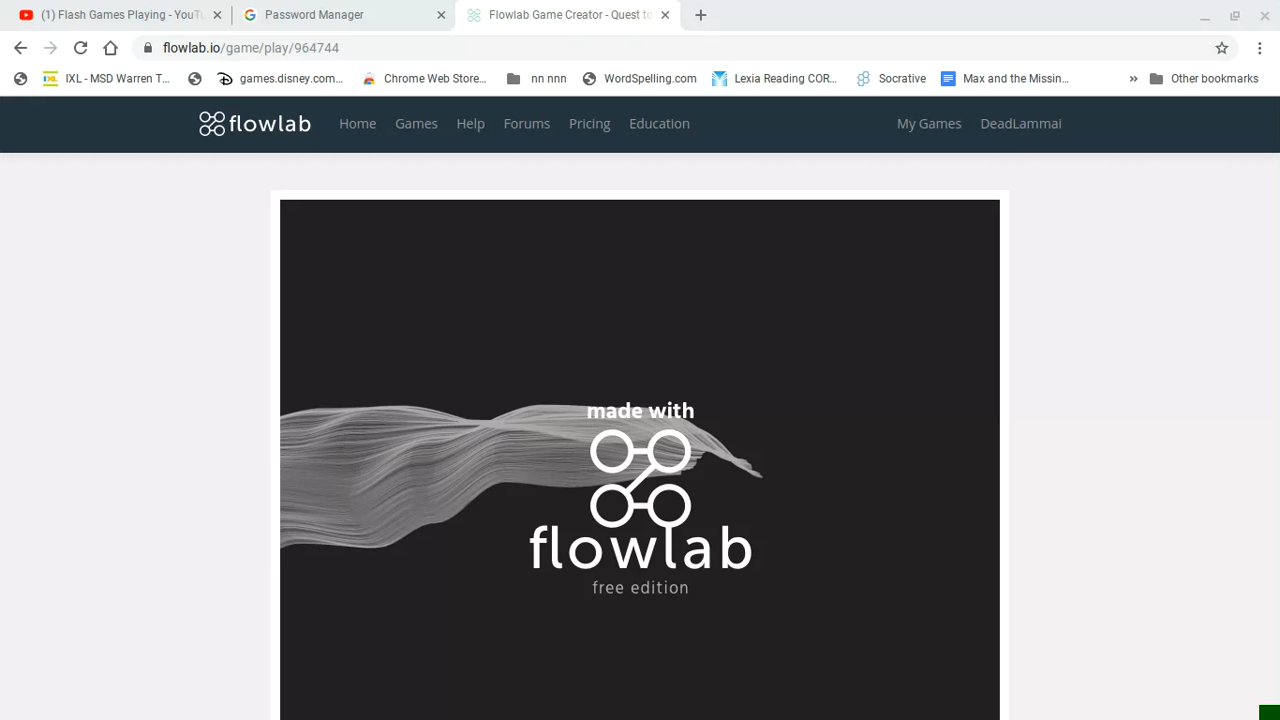 (1) Flash Games Playing - YouTu
Password Manager
Flowlab Game Creator - Quest to
flowlab.io/game/play/964744
IXL - MSD Warren T...
games.disney.com...
Chrome Web Store...
nn nnn
WordSpelling.com
Lexia Reading COR...
Socrative
Max and the Missin...
»
Other bookmarks
flowlab
Home
Games
Help
Forums
Pricing
Education
My Games
DeadLammai
made with
flowlab
free edition